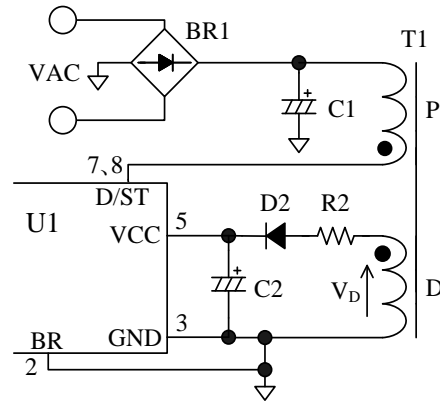 BR1
T1
VAC
C1
P
7、8
D/ST
U1
5
D2
R2
VCC
C2
V_D
D
3
GND
BR
2